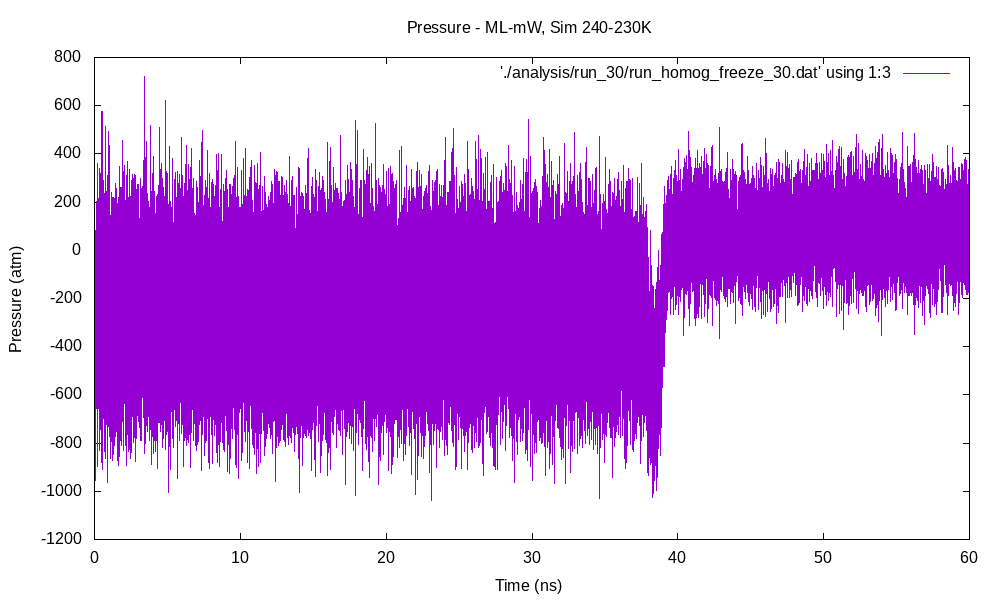 Pressure - ML-mW, Sim 240-230K
'./analysis/run_30/run_homog_freeze_30.dat' using 1:3
800
600
400
200
0
-200
-400
-600
-800
-1000
-1200
Pressure (atm)
0 10 20 30 40 50 60
Time (ns)